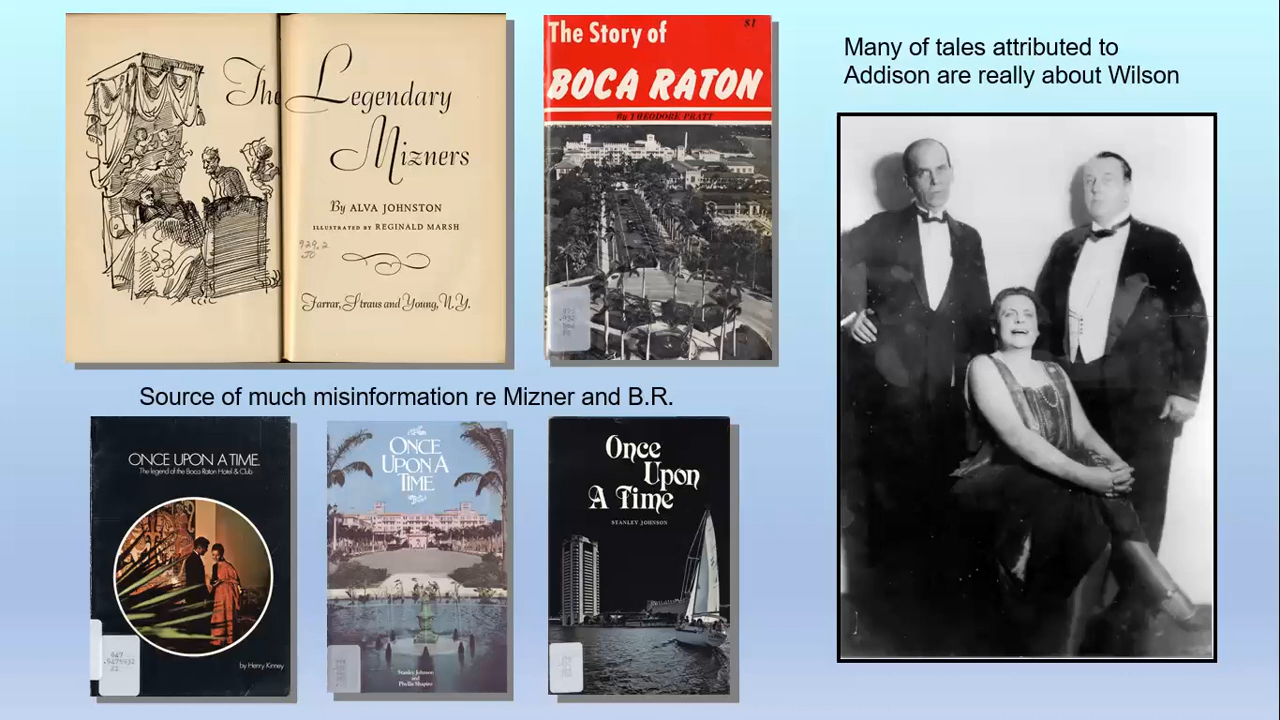 The Legendary
Mizners
By ALVA JOHNSTON
ILLUSTRATED BY REGINALD MARSH
929.2
Farrar, Straus and Young, N.Y.
The Story of
$1
BOCA RATON
By THEODORE PRATT
Many of tales attributed to
Addison are really about Wilson
Source of much misinformation re Mizner and B.R.
ONCE UPON A TIME.
The legend of the Boca Raton Hotel & Club
647
by Henry Kinney
ONCE
UPON A
TIME
Stanley Johnson
and
Phyllis Shapiro
Once
Upon
A Time
STANLEY JOHNSON